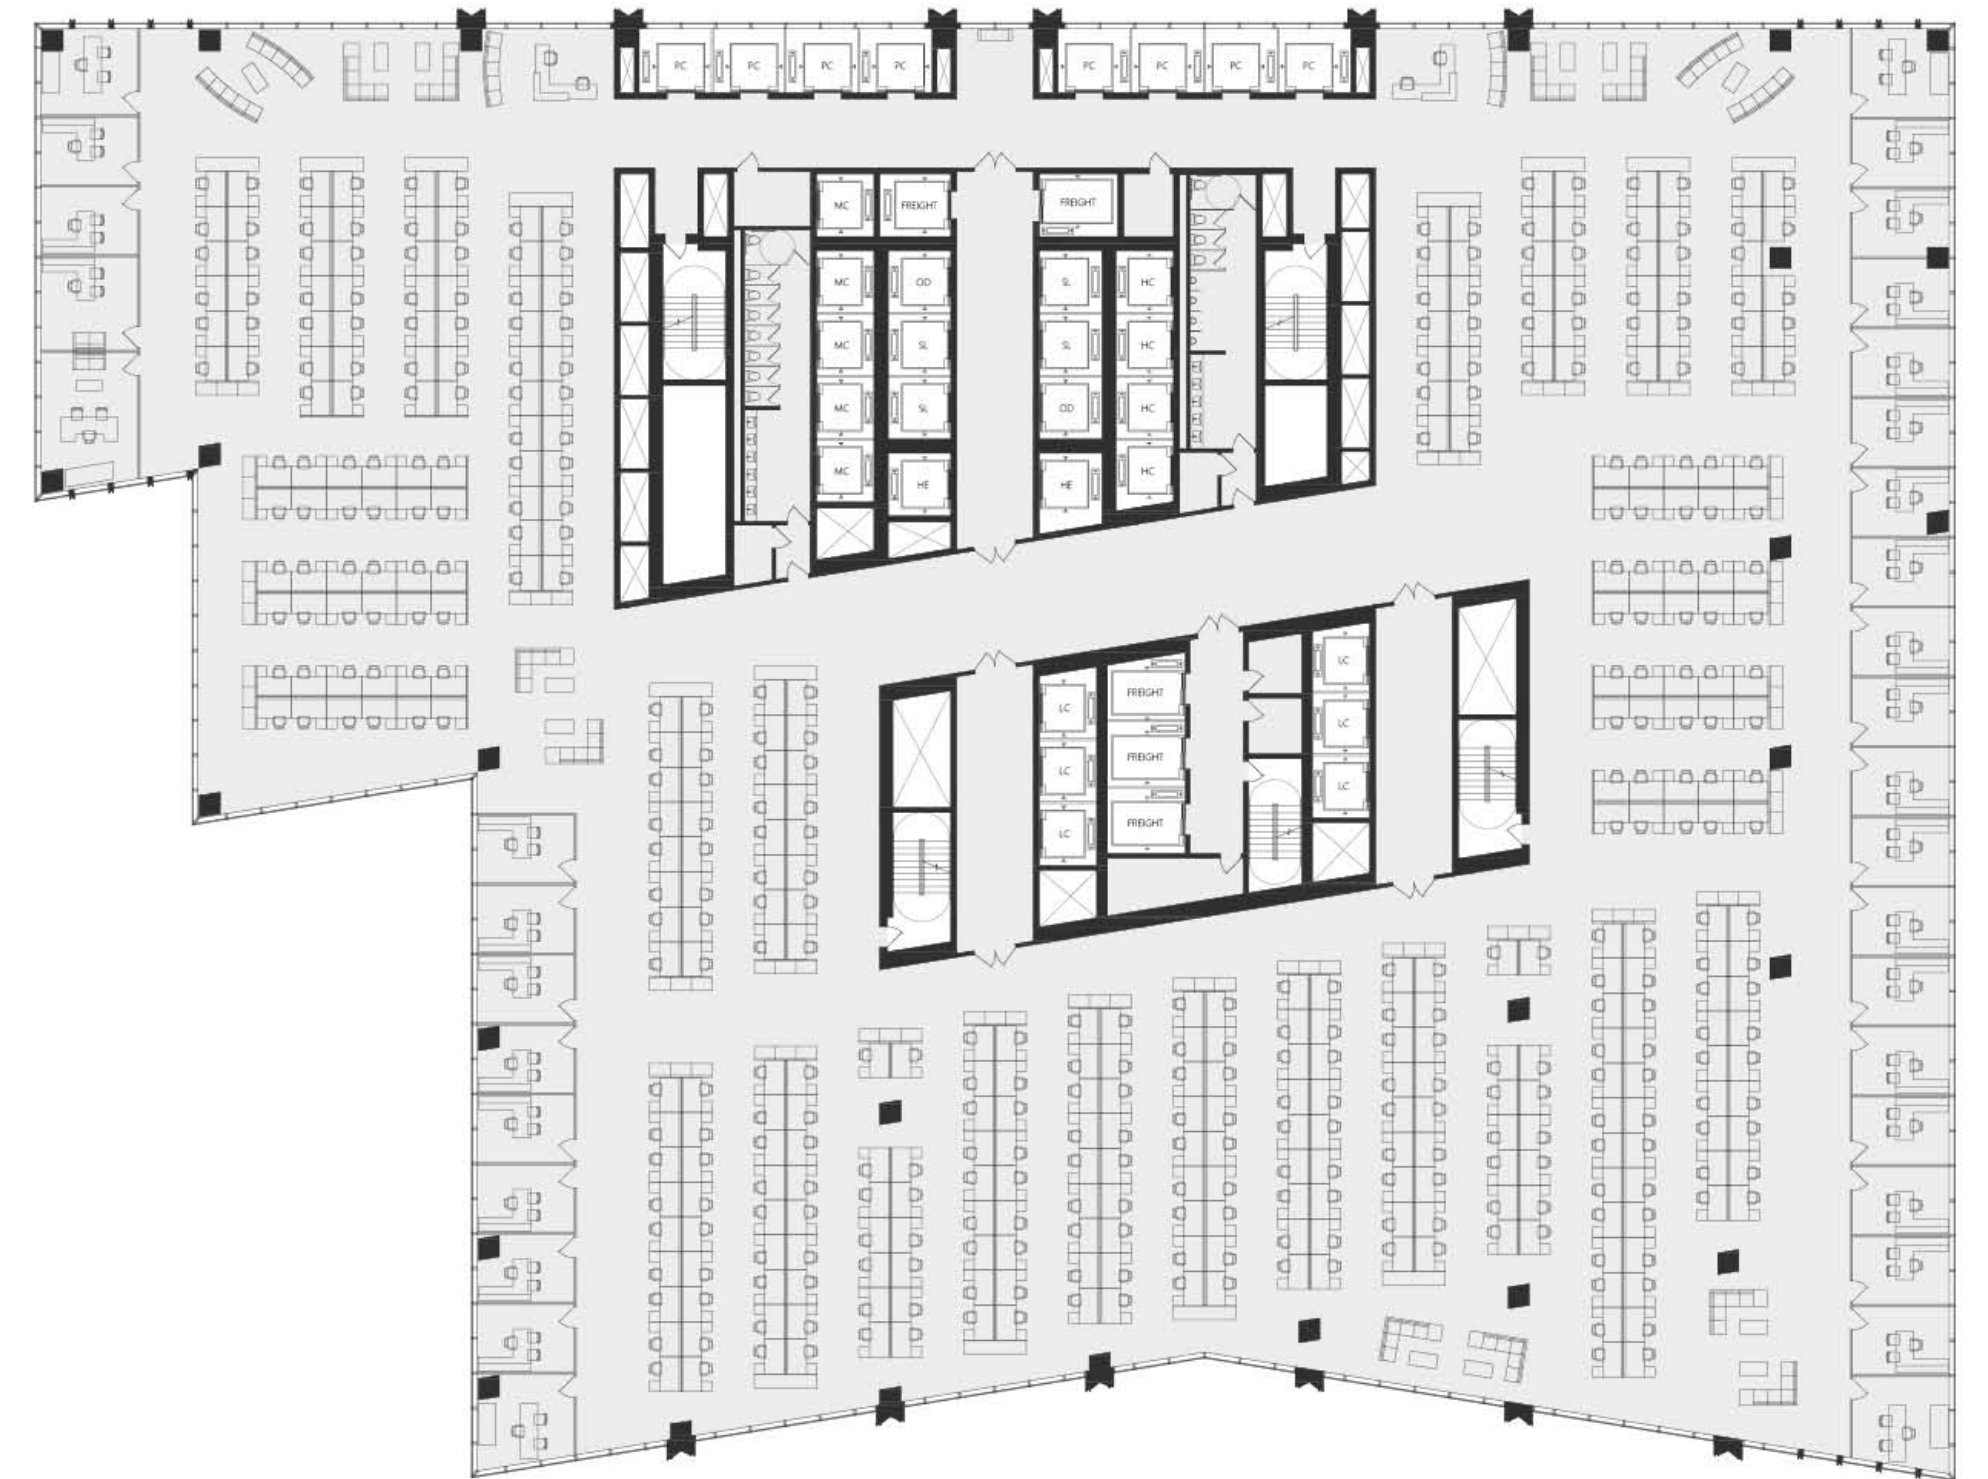 PC PC PC PC PC PC PC PC
MC FREIGHT FREIGHT
MC OD SL HC
MC SL SL HC
MC SL OD HC
MC HE HE HC
LC
FREIGHT
LC LC
FREIGHT
LC LC
FREIGHT
LC